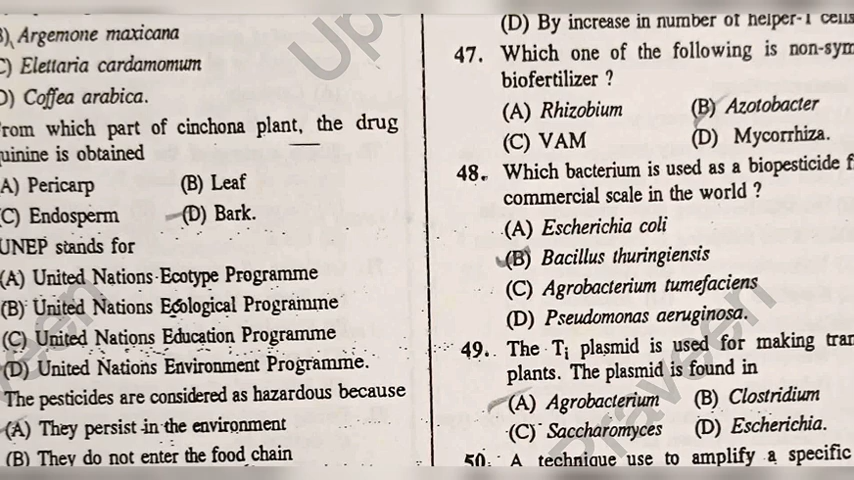 B) Argemone maxicana
C) Elettaria cardamomum
D) Coffea arabica.
From which part of cinchona plant, the drug
quinine is obtained
A) Pericarp (B) Leaf
(C) Endosperm (D) Bark.
UNEP stands for
(A) United Nations Ecotype Programme
(B) United Nations Ecological Programme
(C) United Nations Education Programme
(D) United Nations Environment Programme.
The pesticides are considered as hazardous because
(A) They persist in the environment
(B) They do not enter the food chain
(D) By increase in number of helper-T cells
47. Which one of the following is non-sym
biofertilizer ?
(A) Rhizobium (B) Azotobacter
(C) VAM (D) Mycorrhiza.
48. Which bacterium is used as a biopesticide f
commercial scale in the world ?
(A) Escherichia coli
(B) Bacillus thuringiensis
(C) Agrobacterium tumefaciens
(D) Pseudomonas aeruginosa.
49. The Ti plasmid is used for making tran
plants. The plasmid is found in
(A) Agrobacterium (B) Clostridium
(C) Saccharomyces (D) Escherichia.
50. A technique use to amplify a specific
Praveen